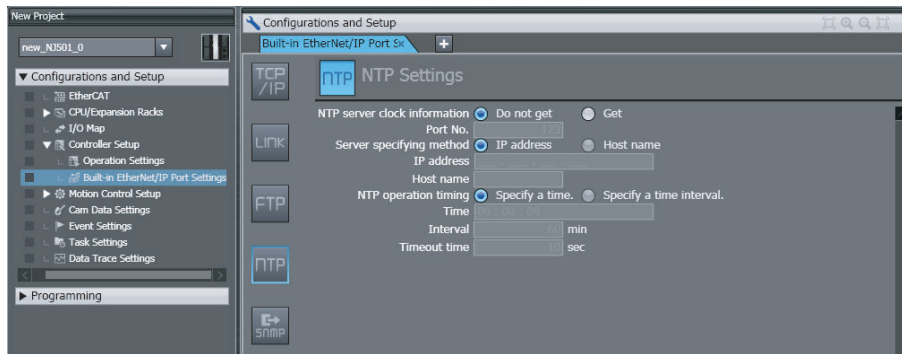 New Project
new_NJ501_0
Configurations and Setup
EtherCAT
CPU/Expansion Racks
I/O Map
Controller Setup
Operation Settings
Built-in EtherNet/IP Port Settings
Motion Control Setup
Cam Data Settings
Event Settings
Task Settings
Data Trace Settings
Programming
Configurations and Setup
Built-in EtherNet/IP Port S
TCP
/IP
LINK
FTP
NTP
SNMP
NTP NTP Settings
NTP server clock information Do not get Get
Port No. 123
Server specifying method IP address Host name
IP address
Host name
NTP operation timing Specify a time. Specify a time interval.
Time 00 : 00 : 00
Interval 60 min
Timeout time 10 sec